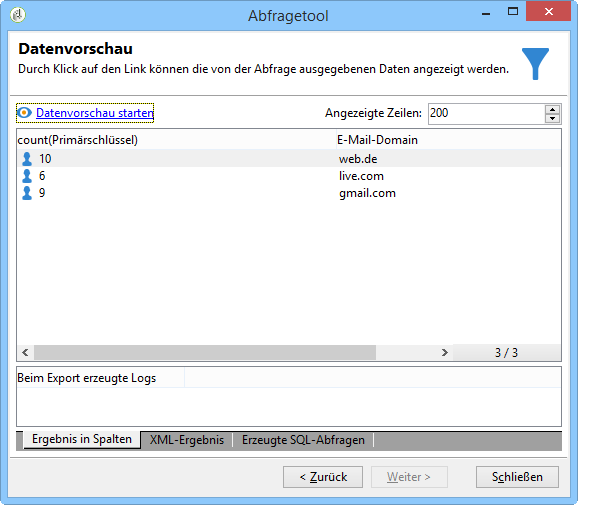 Abfragetool
Datenvorschau
Durch Klick auf den Link können die von der Abfrage ausgegebenen Daten angezeigt werden.
Datenvorschau starten Angezeigte Zeilen: 200
count(Primärschlüssel) E-Mail-Domain
10 web.de
6 live.com
9 gmail.com
3 / 3
Beim Export erzeugte Logs
Ergebnis in Spalten XML-Ergebnis Erzeugte SQL-Abfragen
< Zurück Weiter > Schließen